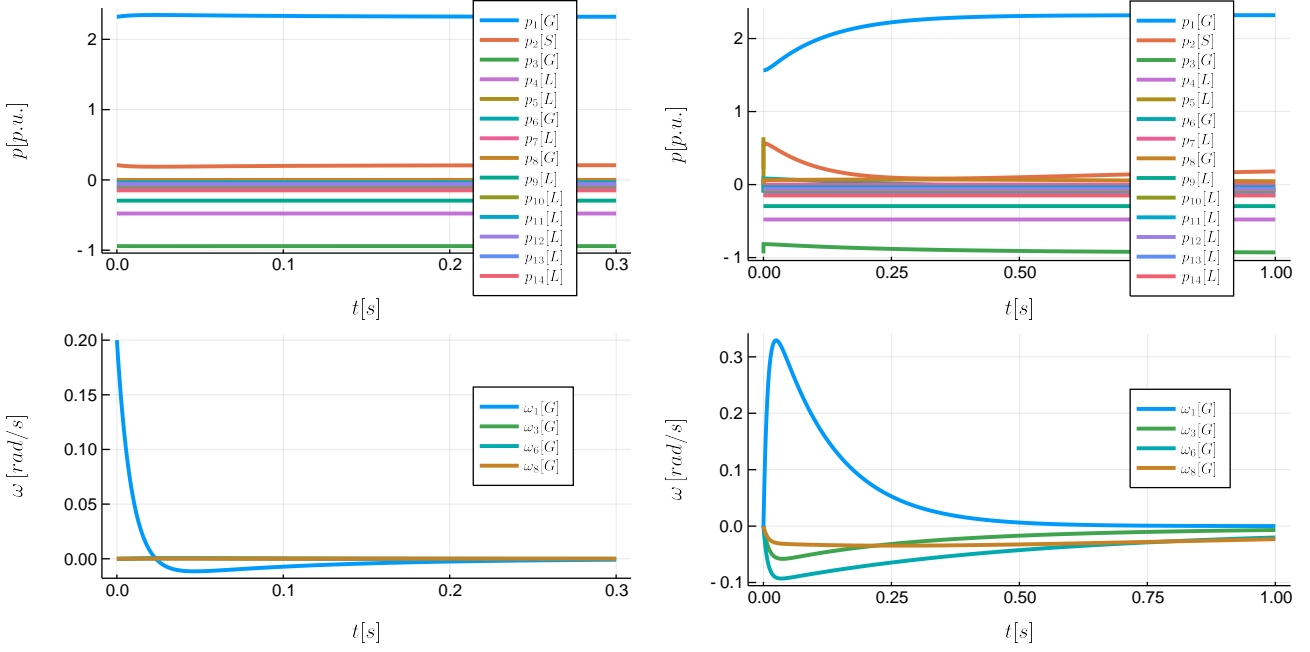 p[p.u.]
2
1
0
-1
0.0
0.1
0.2
0.3
t[s]
p₁[G]
p₂[S]
p₃[G]
p₄[L]
p₅[L]
p₆[G]
p₇[L]
p₈[G]
p₉[L]
p₁₀[L]
p₁₁[L]
p₁₂[L]
p₁₃[L]
p₁₄[L]
p[p.u.]
2
1
0
-1
0.00
0.25
0.50
1.00
t[s]
p₁[G]
p₂[S]
p₃[G]
p₄[L]
p₅[L]
p₆[G]
p₇[L]
p₈[G]
p₉[L]
p₁₀[L]
p₁₁[L]
p₁₂[L]
p₁₃[L]
p₁₄[L]
ω [rad/s]
0.20
0.15
0.10
0.05
0.00
0.0
0.1
0.2
0.3
t[s]
ω₁[G]
ω₃[G]
ω₆[G]
ω₈[G]
ω [rad/s]
0.3
0.2
0.1
0.0
-0.1
0.00
0.25
0.50
0.75
1.00
t[s]
ω₁[G]
ω₃[G]
ω₆[G]
ω₈[G]